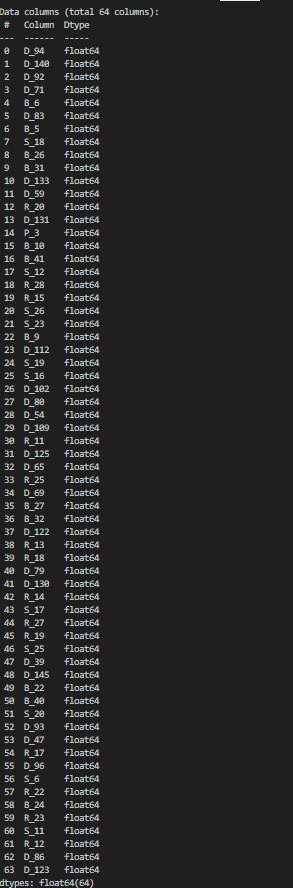 Data columns (total 64 columns):
#   Column  Dtype
---  ------  -----
0   D_94    float64
1   D_140   float64
2   D_92    float64
3   D_71    float64
4   B_6     float64
5   D_83    float64
6   B_5     float64
7   S_18    float64
8   B_26    float64
9   B_31    float64
10  D_133   float64
11  D_59    float64
12  R_20    float64
13  D_131   float64
14  P_3     float64
15  B_10    float64
16  B_41    float64
17  S_12    float64
18  R_28    float64
19  R_15    float64
20  S_26    float64
21  S_23    float64
22  B_9     float64
23  D_112   float64
24  S_19    float64
25  S_16    float64
26  D_102   float64
27  D_80    float64
28  D_54    float64
29  D_109   float64
30  R_11    float64
31  D_125   float64
32  D_65    float64
33  R_25    float64
34  D_69    float64
35  B_27    float64
36  B_32    float64
37  D_122   float64
38  R_13    float64
39  R_18    float64
40  D_79    float64
41  D_130   float64
42  R_14    float64
43  S_17    float64
44  R_27    float64
45  R_19    float64
46  S_25    float64
47  D_39    float64
48  D_145   float64
49  B_22    float64
50  B_40    float64
51  S_20    float64
52  D_93    float64
53  D_47    float64
54  R_17    float64
55  D_96    float64
56  S_6     float64
57  R_22    float64
58  B_24    float64
59  R_23    float64
60  S_11    float64
61  R_12    float64
62  D_86    float64
63  D_123   float64
dtypes: float64(64)